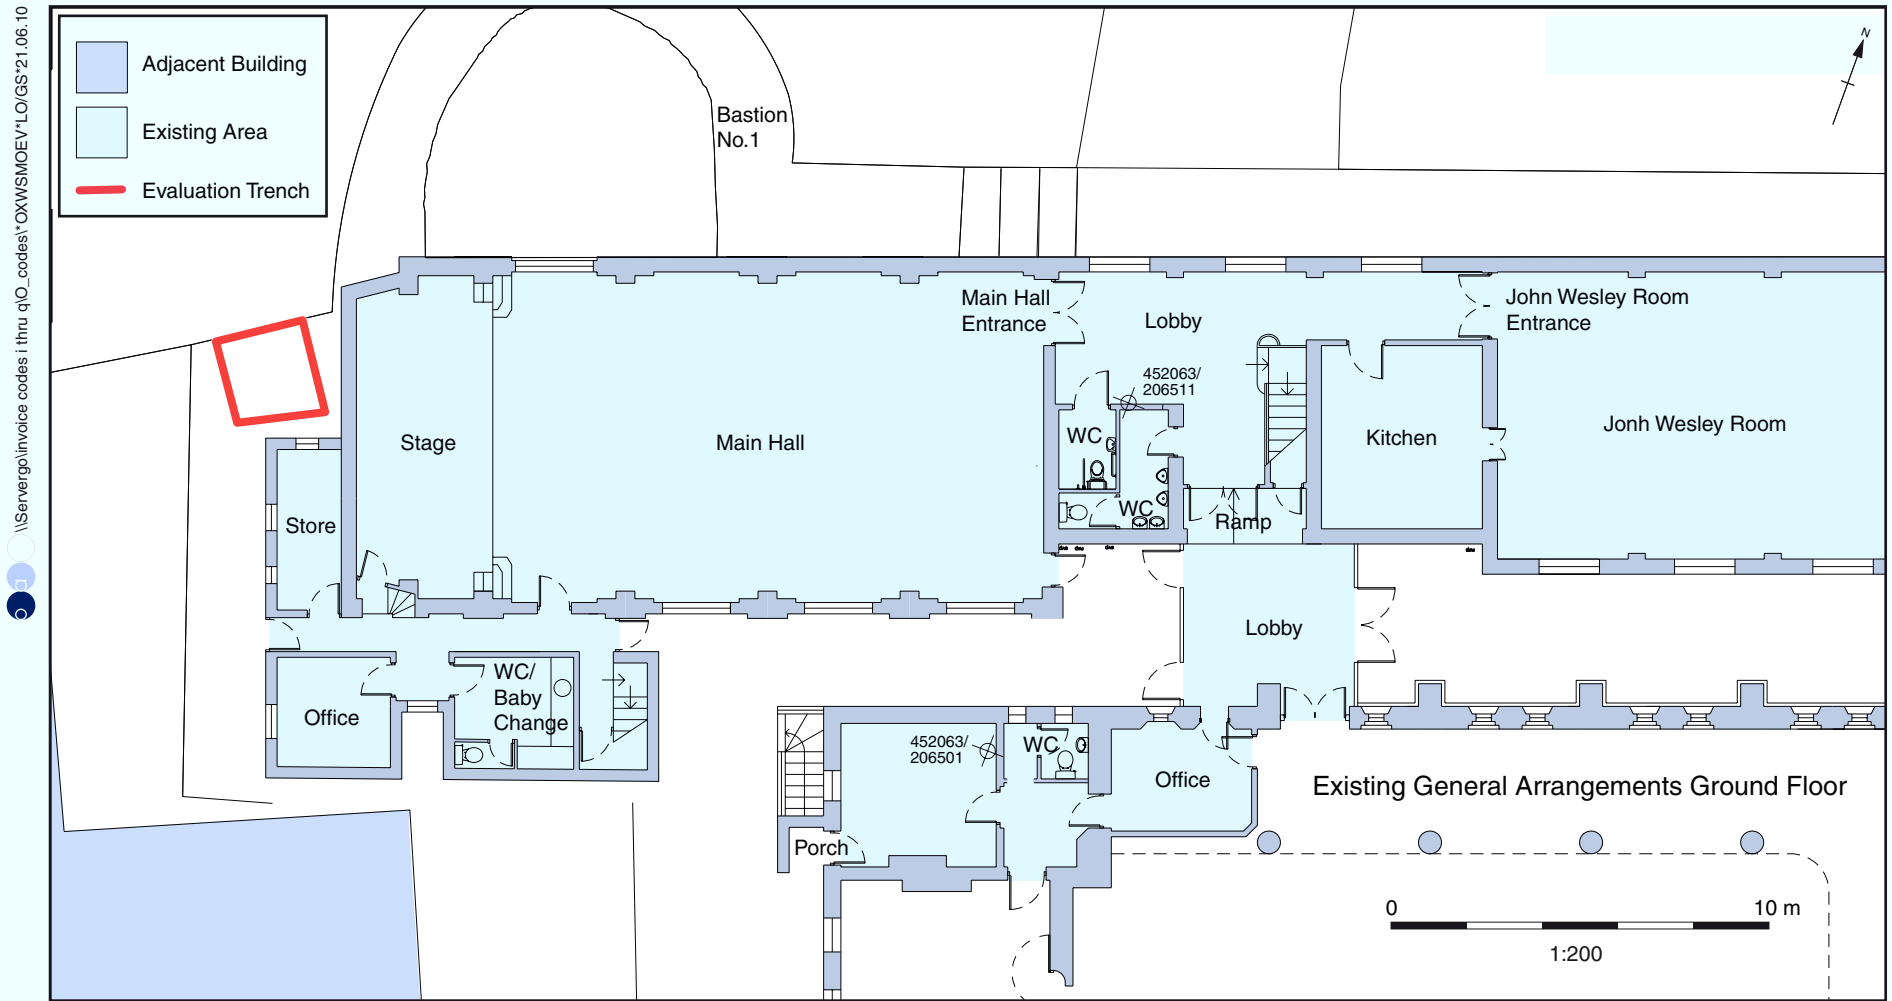 \\Servergo\invoice codes i thru q\O_codes\*OXWSMOEV*LO/GS*21.06.10
Adjacent Building
Existing Area
Evaluation Trench
Bastion
No.1
N
Main Hall
Entrance
Lobby
John Wesley Room
Entrance
452063/
206511
Stage
Main Hall
WC
Kitchen
Jonh Wesley Room
Store
WC
Ramp
Lobby
WC/
Baby
Change
Office
452063/
206501
WC
Office
Existing General Arrangements Ground Floor
Porch
0
10 m
1:200